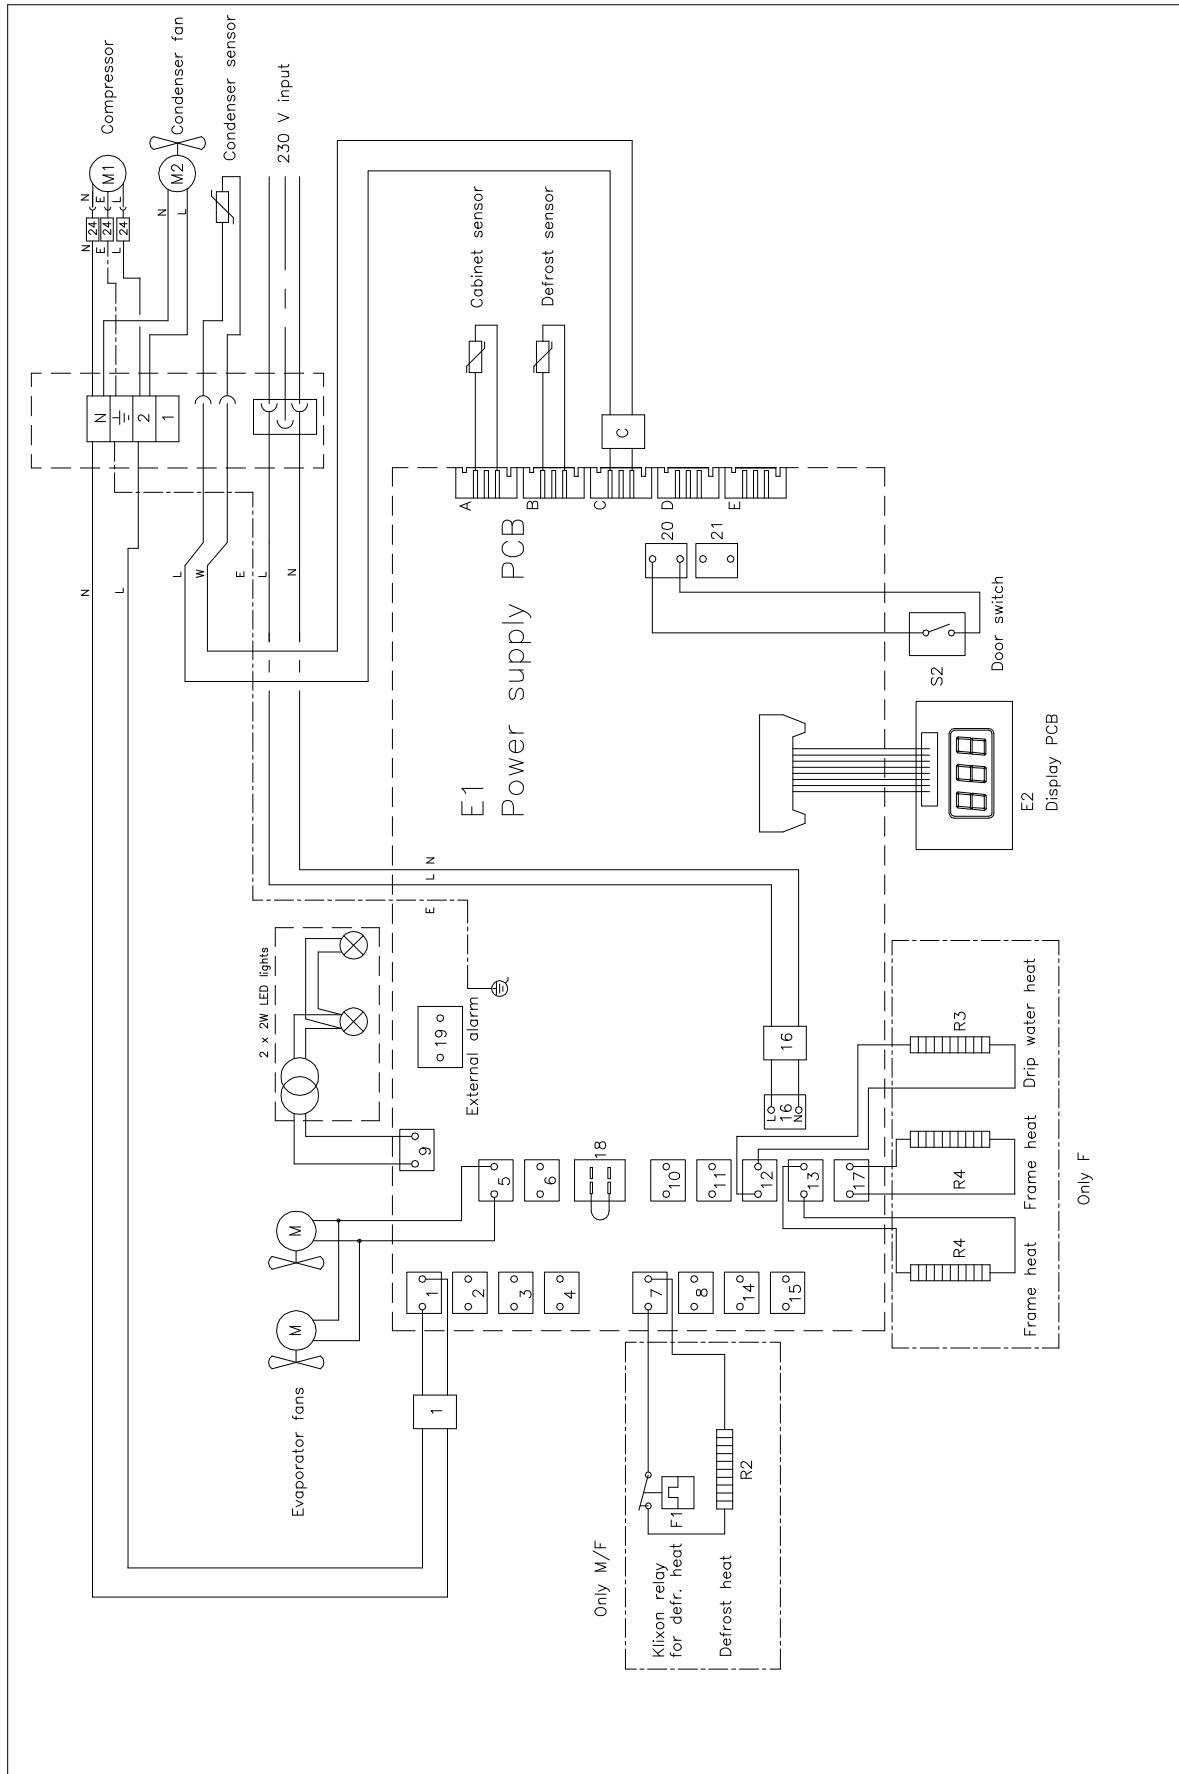 Compressor
Condenser fan
Condenser sensor
230 V input
M1
M2
N
E
L
24
24
24
N
E
L
N
L
N
2
1
Cabinet sensor
Defrost sensor
C
A
B
C
D
E
20
21
N
L
L
W
E
L
N
E1
Power supply PCB
S2
Door switch
E2
Display PCB
E
L
N
2 x 2W LED lights
19
External alarm
16
L
16
N
9
5
6
18
10
11
12
13
17
M
M
Evaporator fans
1
2
3
4
7
8
14
15
1
R3
Drip water heat
R4
Frame heat
R4
Frame heat
Only F
Only M/F
F1
R2
Klixon relay
for defr. heat
Defrost heat